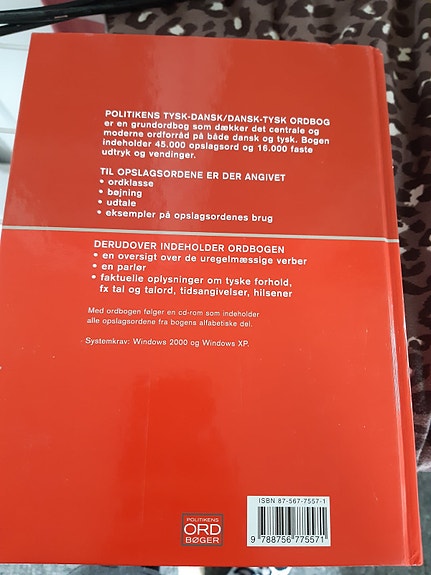 POLITIKENS TYSK-DANSK/DANSK-TYSK ORDBOG
er en grundordbog som dækker det centrale og
moderne ordforråd på både dansk og tysk. Bogen
indeholder 45.000 opslagsord og 16.000 faste
udtryk og vendinger.
TIL OPSLAGSORDENE ER DER ANGIVET
• ordklasse
• bøjning
• udtale
• eksempler på opslagsordenes brug
DERUDOVER INDEHOLDER ORDBOGEN
• en oversigt over de uregelmæssige verber
• en parlør
• faktuelle oplysninger om tyske forhold,
fx tal og talord, tidsangivelser, hilsener
Med ordbogen følger en cd-rom som indeholder
alle opslagsordene fra bogens alfabetiske del.
Systemkrav: Windows 2000 og Windows XP.
ISBN 87-567-7557-1
9 788756 775571
POLITIKENS
ORD
BØGER